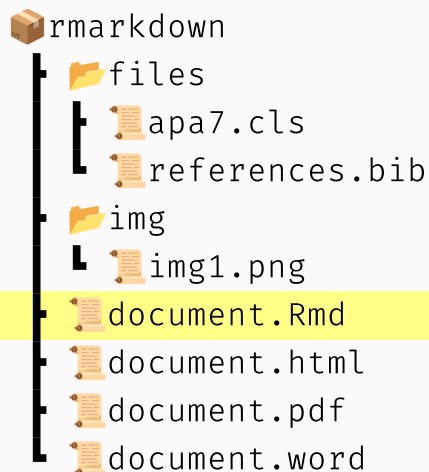 rmarkdown
files
apa7.cls
references.bib
img
img1.png
document.Rmd
document.html
document.pdf
document.word